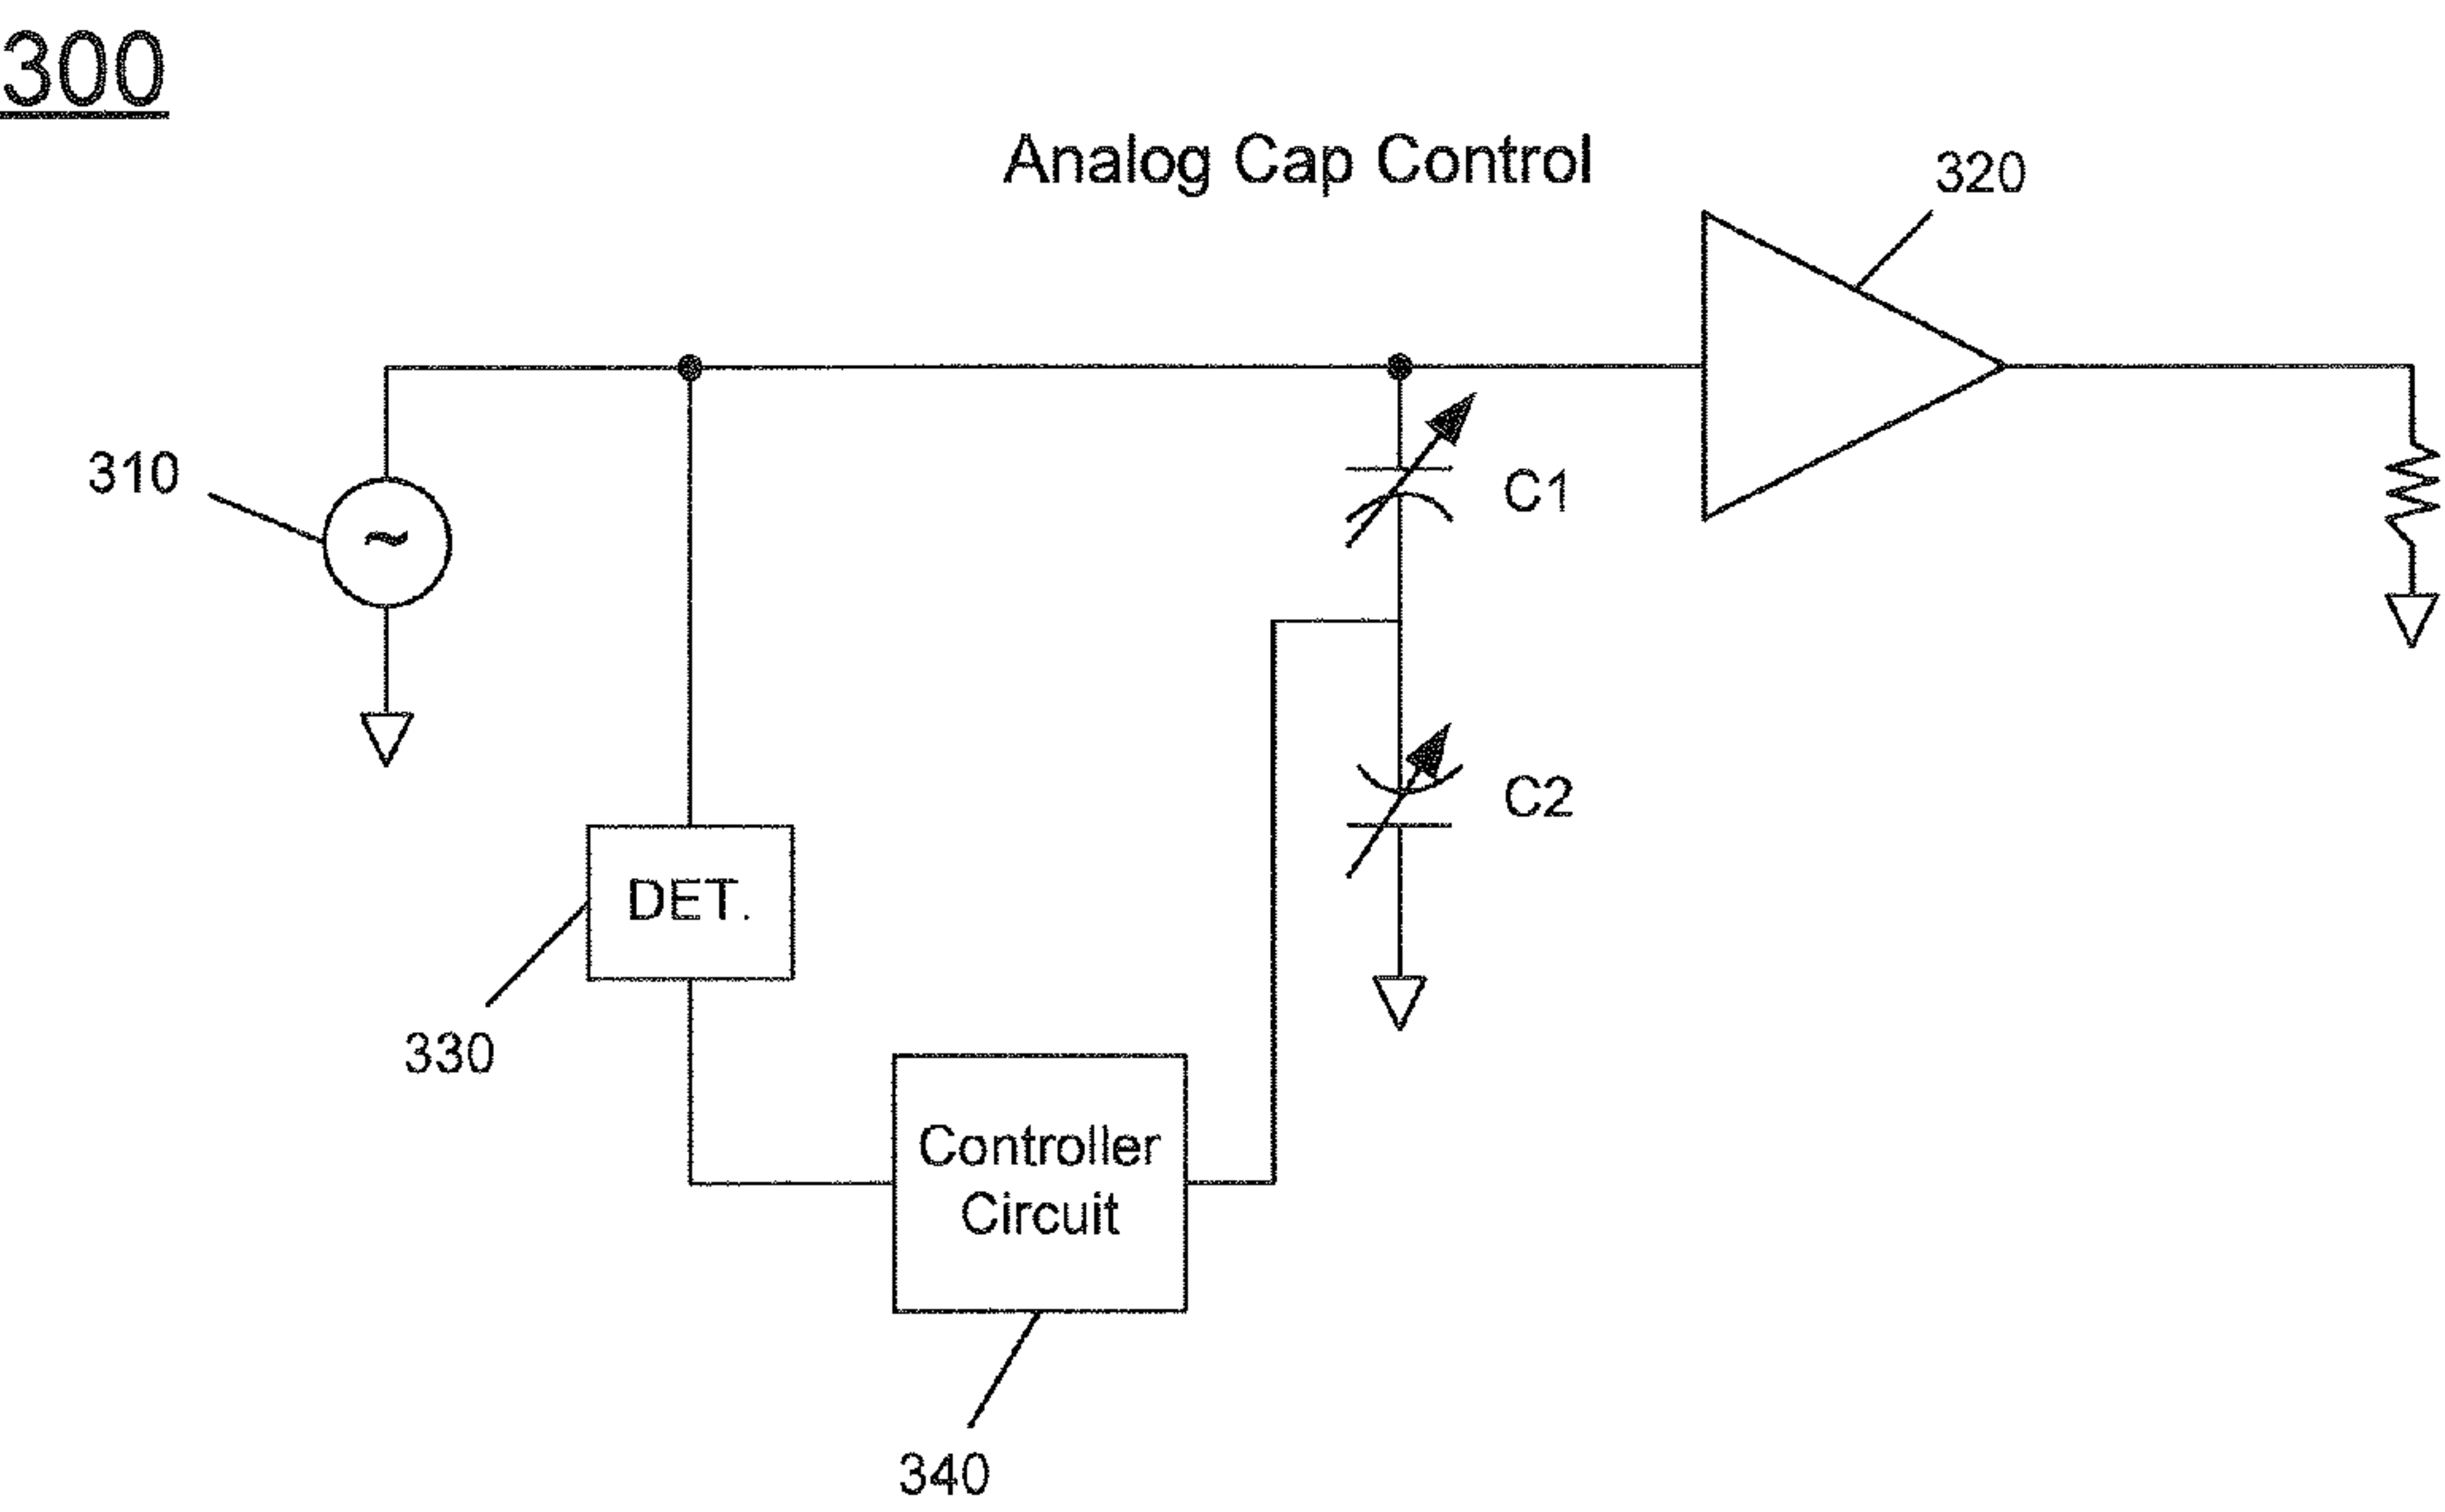 300
Analog Cap Control
320
310
~
C1
C2
DET.
330
Controller
Circuit
340